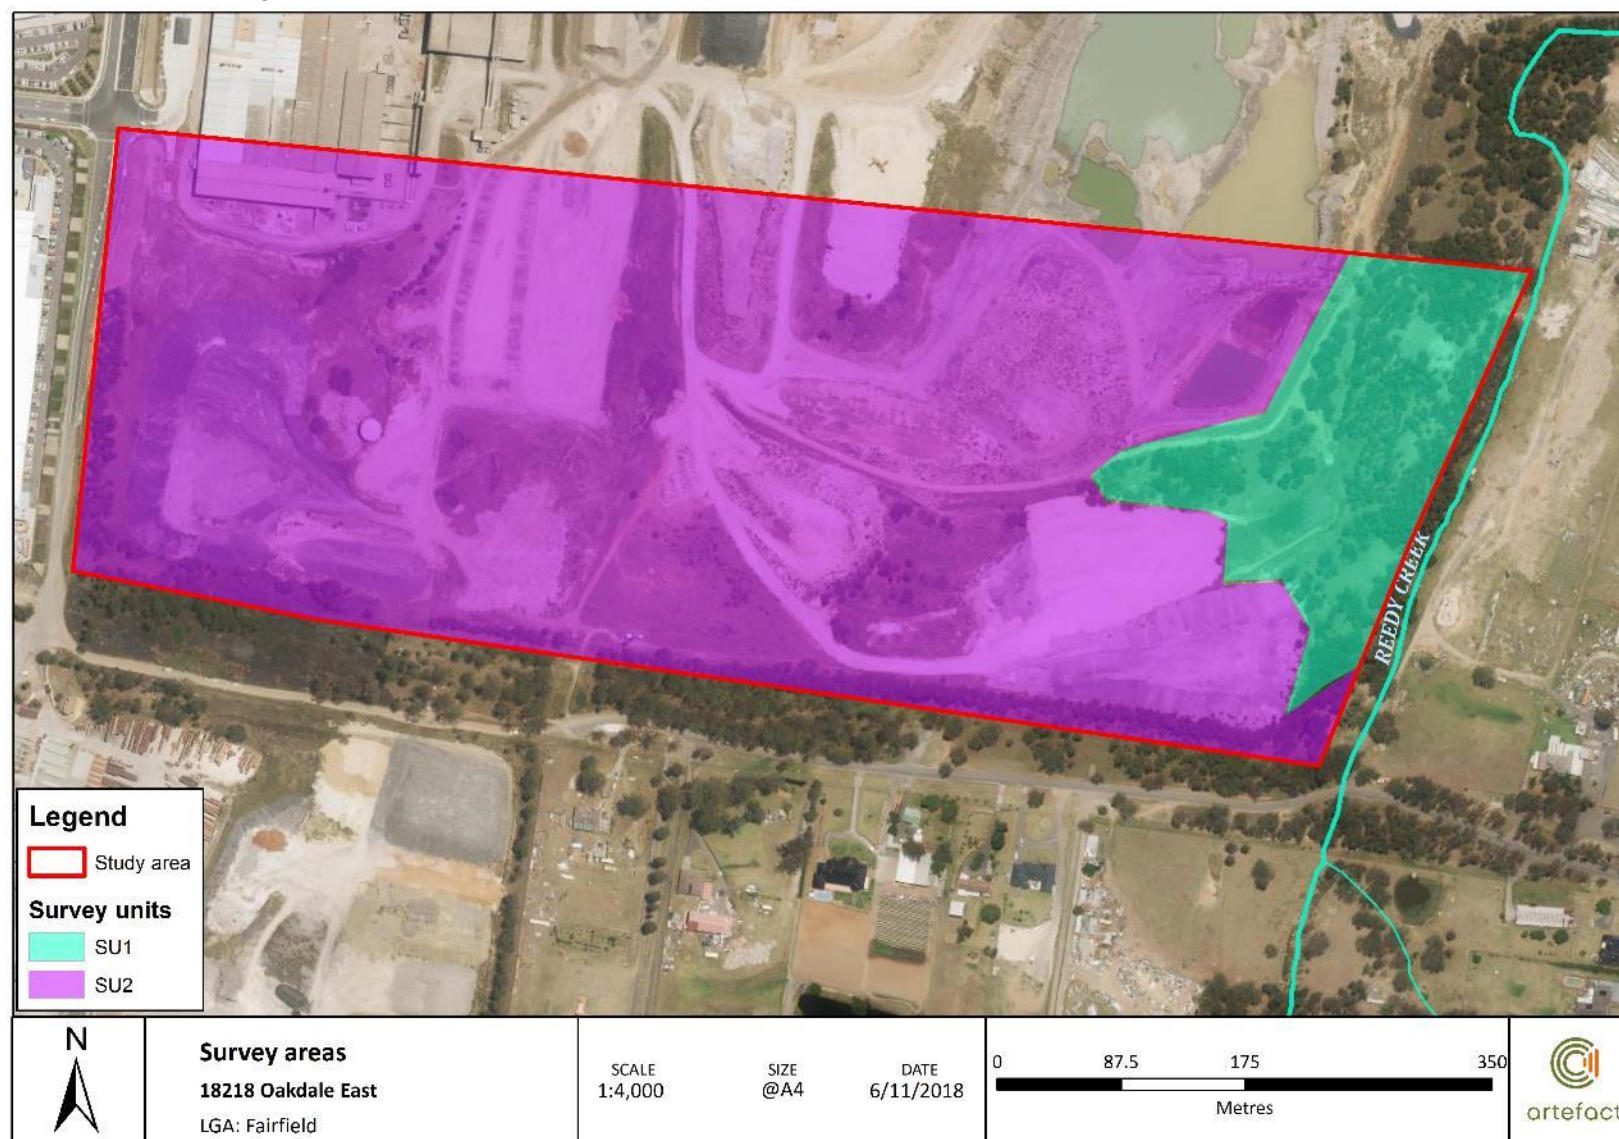 REEDY CREEK
Legend
Study area
Survey units
SU1
SU2
N
Survey areas
18218 Oakdale East
LGA: Fairfield
SCALE
1:4,000
SIZE
@A4
DATE
6/11/2018
0 87.5 175 350
Metres
artefact